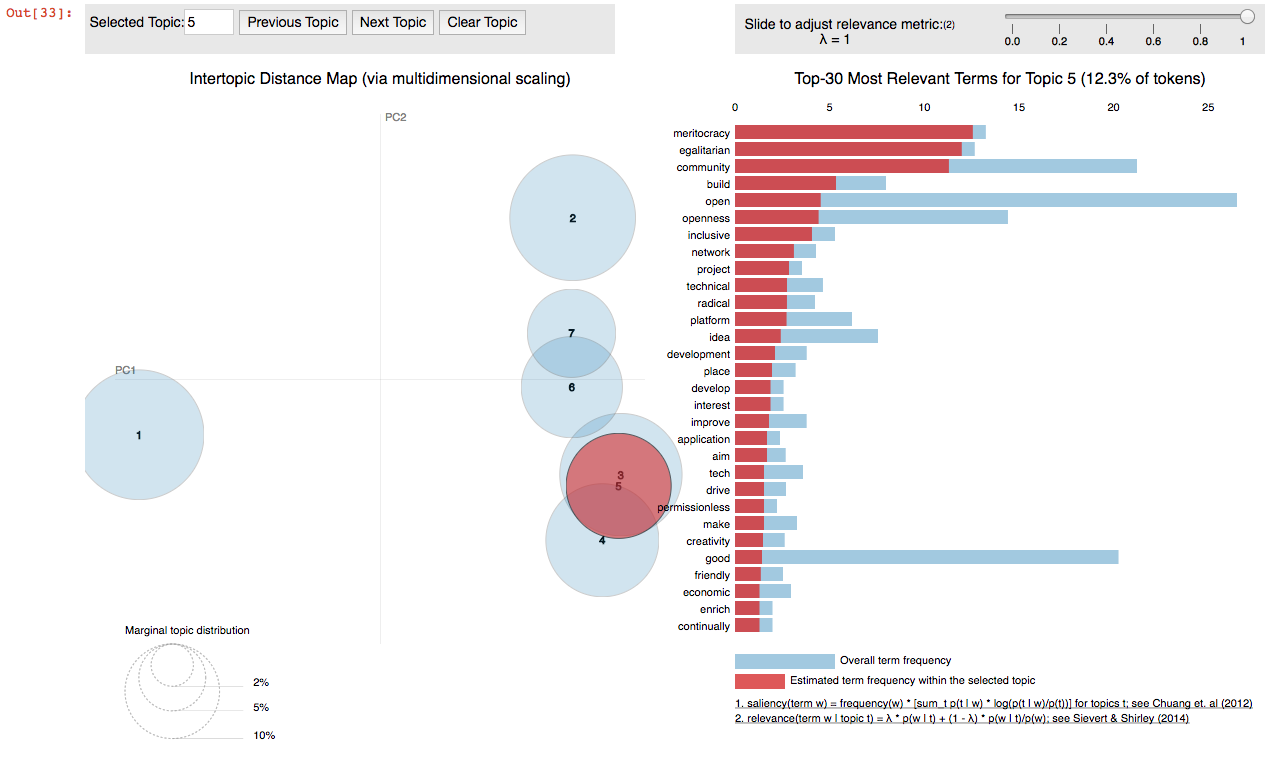 Out[33]:
Selected Topic: 5 Previous Topic Next Topic Clear Topic
Slide to adjust relevance metric:(2)
λ = 1
0.0 0.2 0.4 0.6 0.8 1
Intertopic Distance Map (via multidimensional scaling)
PC2
PC1
2
7
6
1
3
5
4
Marginal topic distribution
2%
5%
10%
Top-30 Most Relevant Terms for Topic 5 (12.3% of tokens)
0 5 10 15 20 25
meritocracy
egalitarian
community
build
open
openness
inclusive
network
project
technical
radical
platform
idea
development
place
develop
interest
improve
application
aim
tech
drive
permissionless
make
creativity
good
friendly
economic
enrich
continually
Overall term frequency
Estimated term frequency within the selected topic
1. saliency(term w) = frequency(w) * [sum_t p(t | w) * log(p(t | w)/p(t))] for topics t; see Chuang et. al (2012)
2. relevance(term w | topic t) = λ * p(w | t) + (1 - λ) * p(w | t)/p(w); see Sievert & Shirley (2014)